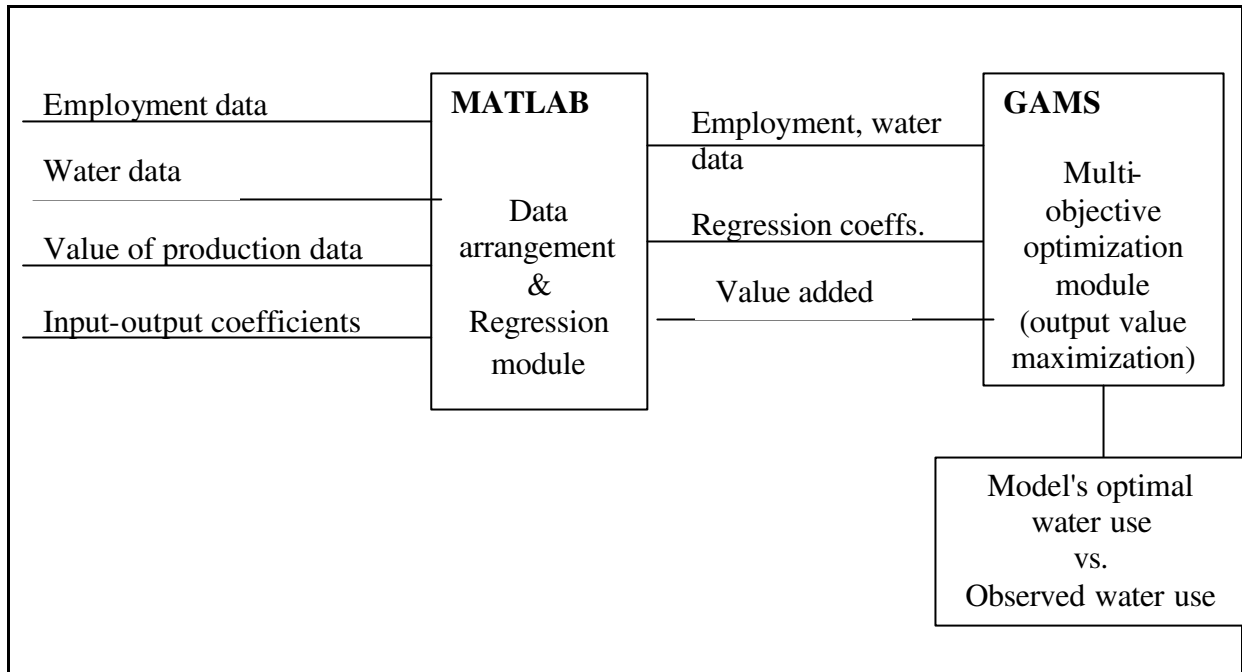 Employment data
Water data
Value of production data
Input-output coefficients
MATLAB
Data
arrangement
&
Regression
module
Employment, water
data
Regression coeffs.
Value added
GAMS
Multi-
objective
optimization
module
(output value
maximization)
Model's optimal
water use
vs.
Observed water use